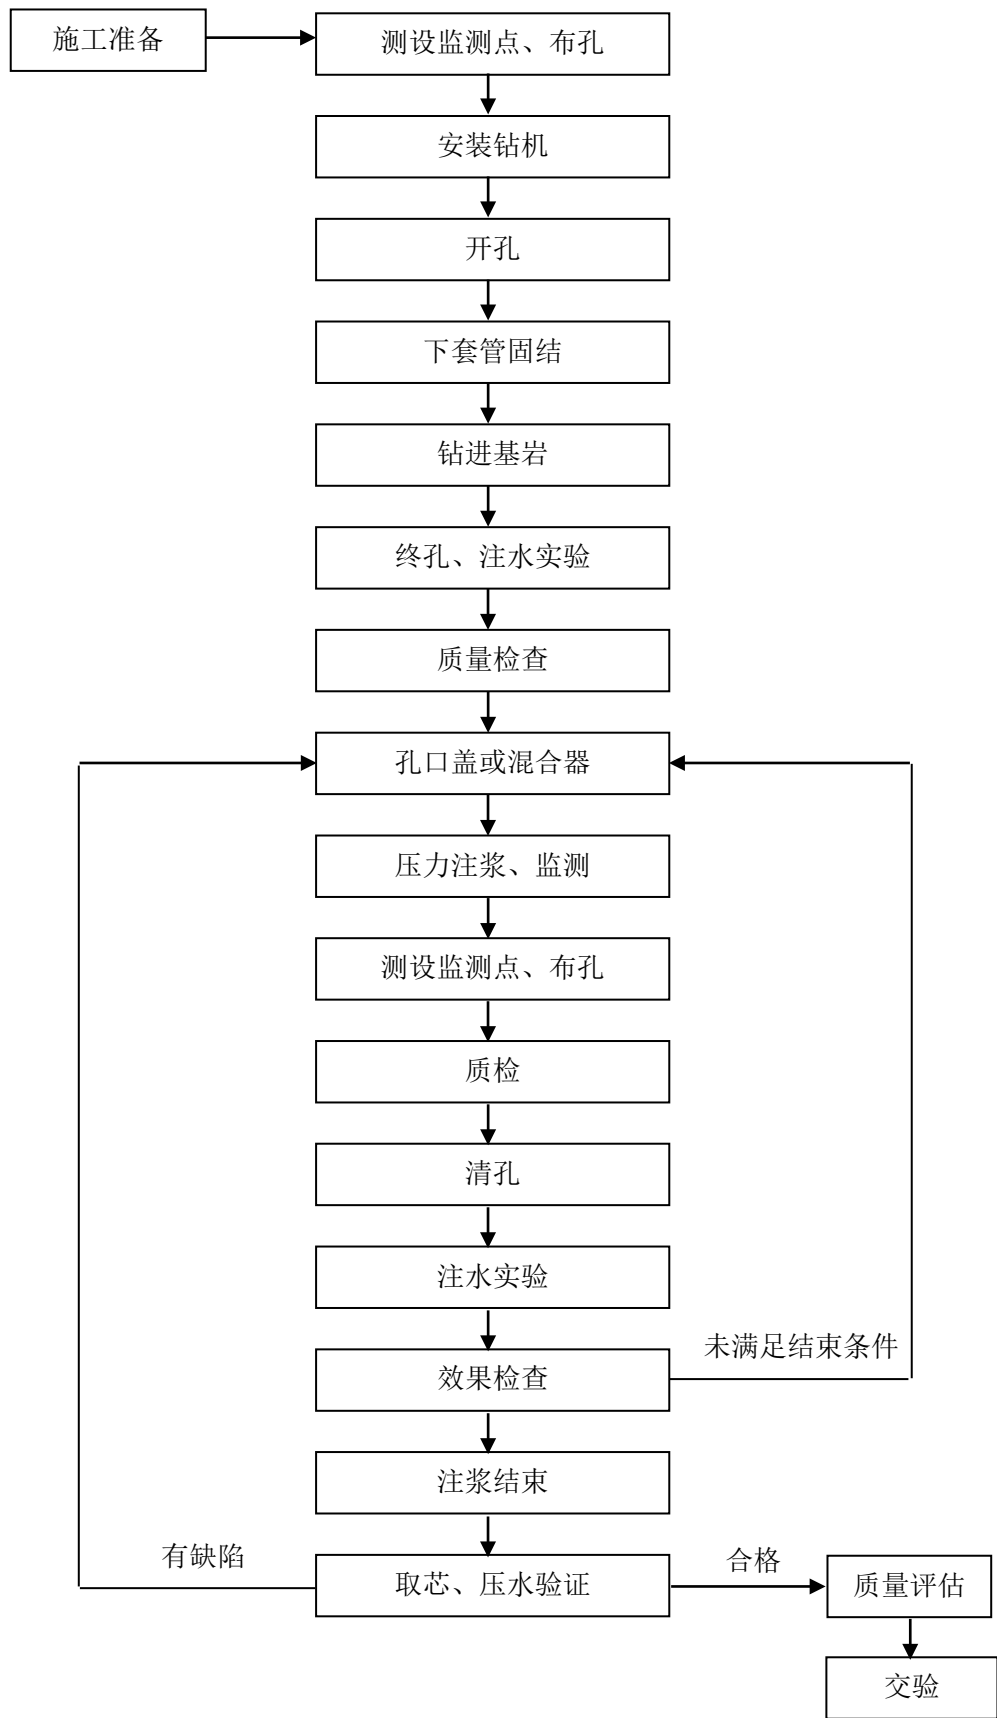 施工准备
测设监测点、布孔
安装钻机
开孔
下套管固结
钻进基岩
终孔、注水实验
质量检查
孔口盖或混合器
压力注浆、监测
测设监测点、布孔
质检
清孔
注水实验
未满足结束条件
效果检查
注浆结束
有缺陷
取芯、压水验证
合格
质量评估
交验